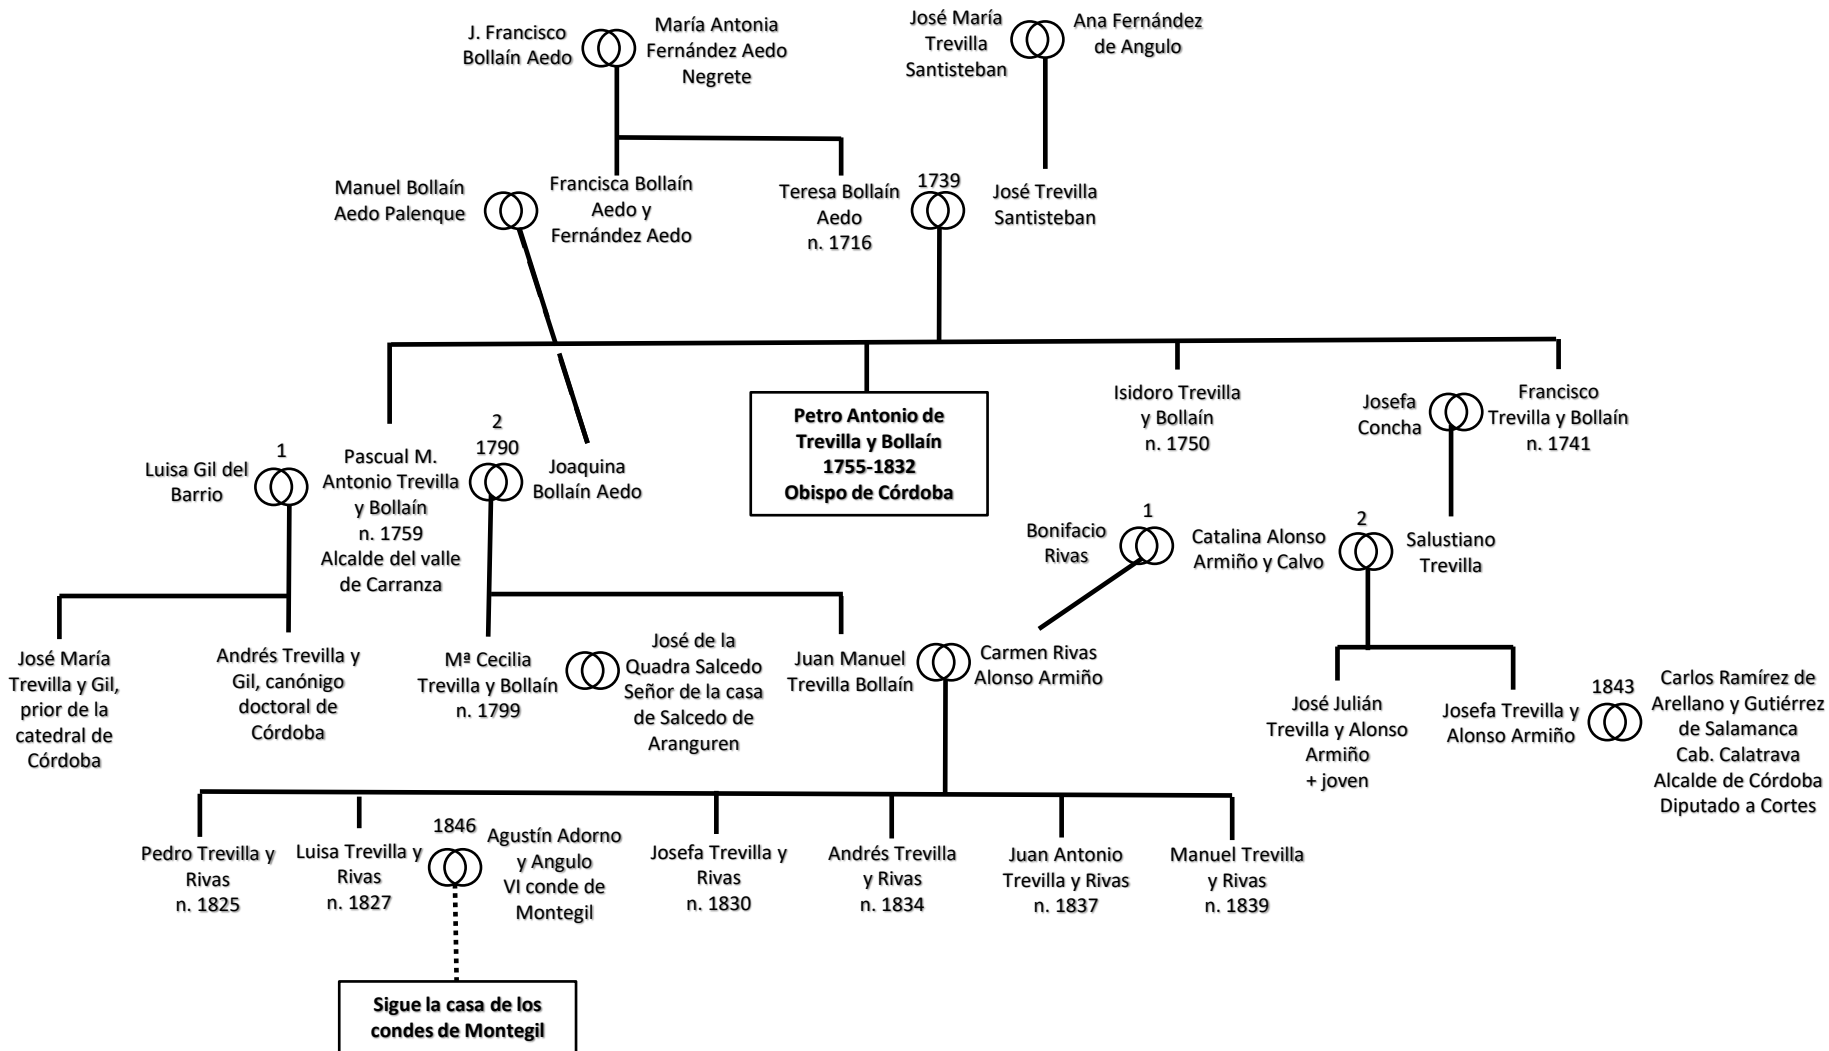 J. Francisco
Bollaín Aedo
María Antonia
Fernández Aedo
Negrete
José María
Trevilla
Santisteban
Ana Fernández
de Angulo
Manuel Bollaín
Aedo Palenque
Francisca Bollaín
Aedo y
Fernández Aedo
Teresa Bollaín
Aedo
n. 1716
1739
José Trevilla
Santisteban
Luisa Gil del
Barrio
1
Pascual M.
Antonio Trevilla
y Bollaín
n. 1759
Alcalde del valle
de Carranza
2
1790
Joaquina
Bollaín Aedo
Petro Antonio de
Trevilla y Bollaín
1755-1832
Obispo de Córdoba
Isidoro Trevilla
y Bollaín
n. 1750
Josefa
Concha
Francisco
Trevilla y Bollaín
n. 1741
Bonifacio
Rivas
1
Catalina Alonso
Armiño y Calvo
2
Salustiano
Trevilla
José María
Trevilla y Gil,
prior de la
catedral de
Córdoba
Andrés Trevilla y
Gil, canónigo
doctoral de
Córdoba
Mª Cecilia
Trevilla y Bollaín
n. 1799
José de la
Quadra Salcedo
Señor de la casa
de Salcedo de
Aranguren
Juan Manuel
Trevilla Bollaín
Carmen Rivas
Alonso Armiño
José Julián
Trevilla y Alonso
Armiño
+ joven
Josefa Trevilla y
Alonso Armiño
1843
Carlos Ramírez de
Arellano y Gutiérrez
de Salamanca
Cab. Calatrava
Alcalde de Córdoba
Diputado a Cortes
Pedro Trevilla y
Rivas
n. 1825
Luisa Trevilla y
Rivas
n. 1827
1846
Agustín Adorno
y Angulo
VI conde de
Montegil
Josefa Trevilla y
Rivas
n. 1830
Andrés Trevilla
y Rivas
n. 1834
Juan Antonio
Trevilla y Rivas
n. 1837
Manuel Trevilla
y Rivas
n. 1839
Sigue la casa de los
condes de Montegil